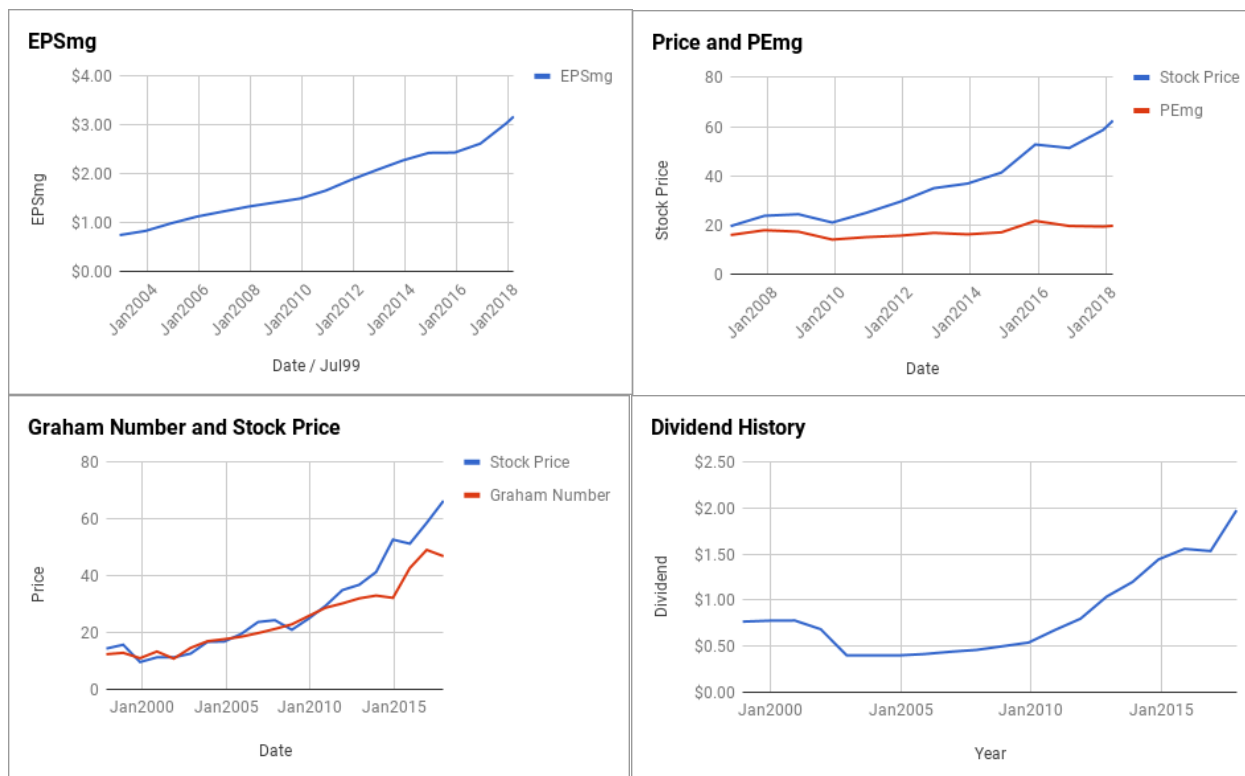 EPSmg
EPSmg
$4.00
$3.00
$2.00
$1.00
$0.00
EPSmg
Jan2004
Jan2006
Jan2008
Jan2010
Jan2012
Jan2014
Jan2016
Jan2018
Date / Jul99
Price and PEmg
Stock Price
PEmg
80
60
40
20
0
Stock Price
Jan2008
Jan2010
Jan2012
Jan2014
Jan2016
Jan2018
Date
Graham Number and Stock Price
Stock Price
Graham Number
80
60
40
20
0
Price
Jan2000
Jan2005
Jan2010
Jan2015
Date
Dividend History
$2.50
$2.00
$1.50
$1.00
$0.50
$0.00
Dividend
Jan2000
Jan2005
Jan2010
Jan2015
Year